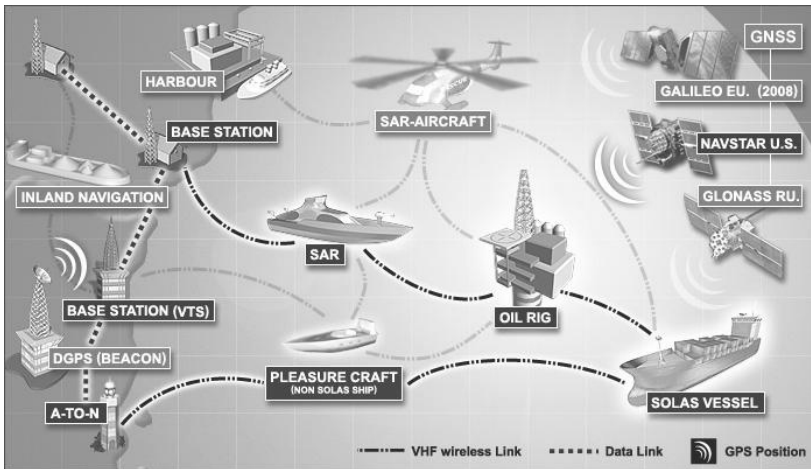 GNSS
HARBOUR
GALILEO EU. (2008)
SAR-AIRCRAFT
BASE STATION
NAVSTAR U.S.
INLAND NAVIGATION
GLONASS RU.
SAR
BASE STATION (VTS)
OIL RIG
DGPS (BEACON)
PLEASURE CRAFT
(NON SOLAS SHIP)
SOLAS VESSEL
A-TO-N
VHF wireless Link
Data Link
GPS Position